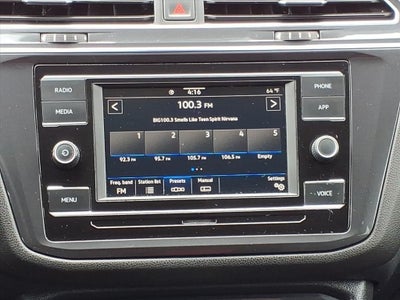 RADIO
MEDIA
MENU
4:16
64°F
100.3 FM
BIG100.3 Smells Like Teen Spirit Nirvana
1 2 3 4 5
92.3 FM 95.7 FM 105.7 FM 106.5 FM Empty
Freq. band Station list Presets Manual Settings
FM
PHONE
APP
VOICE